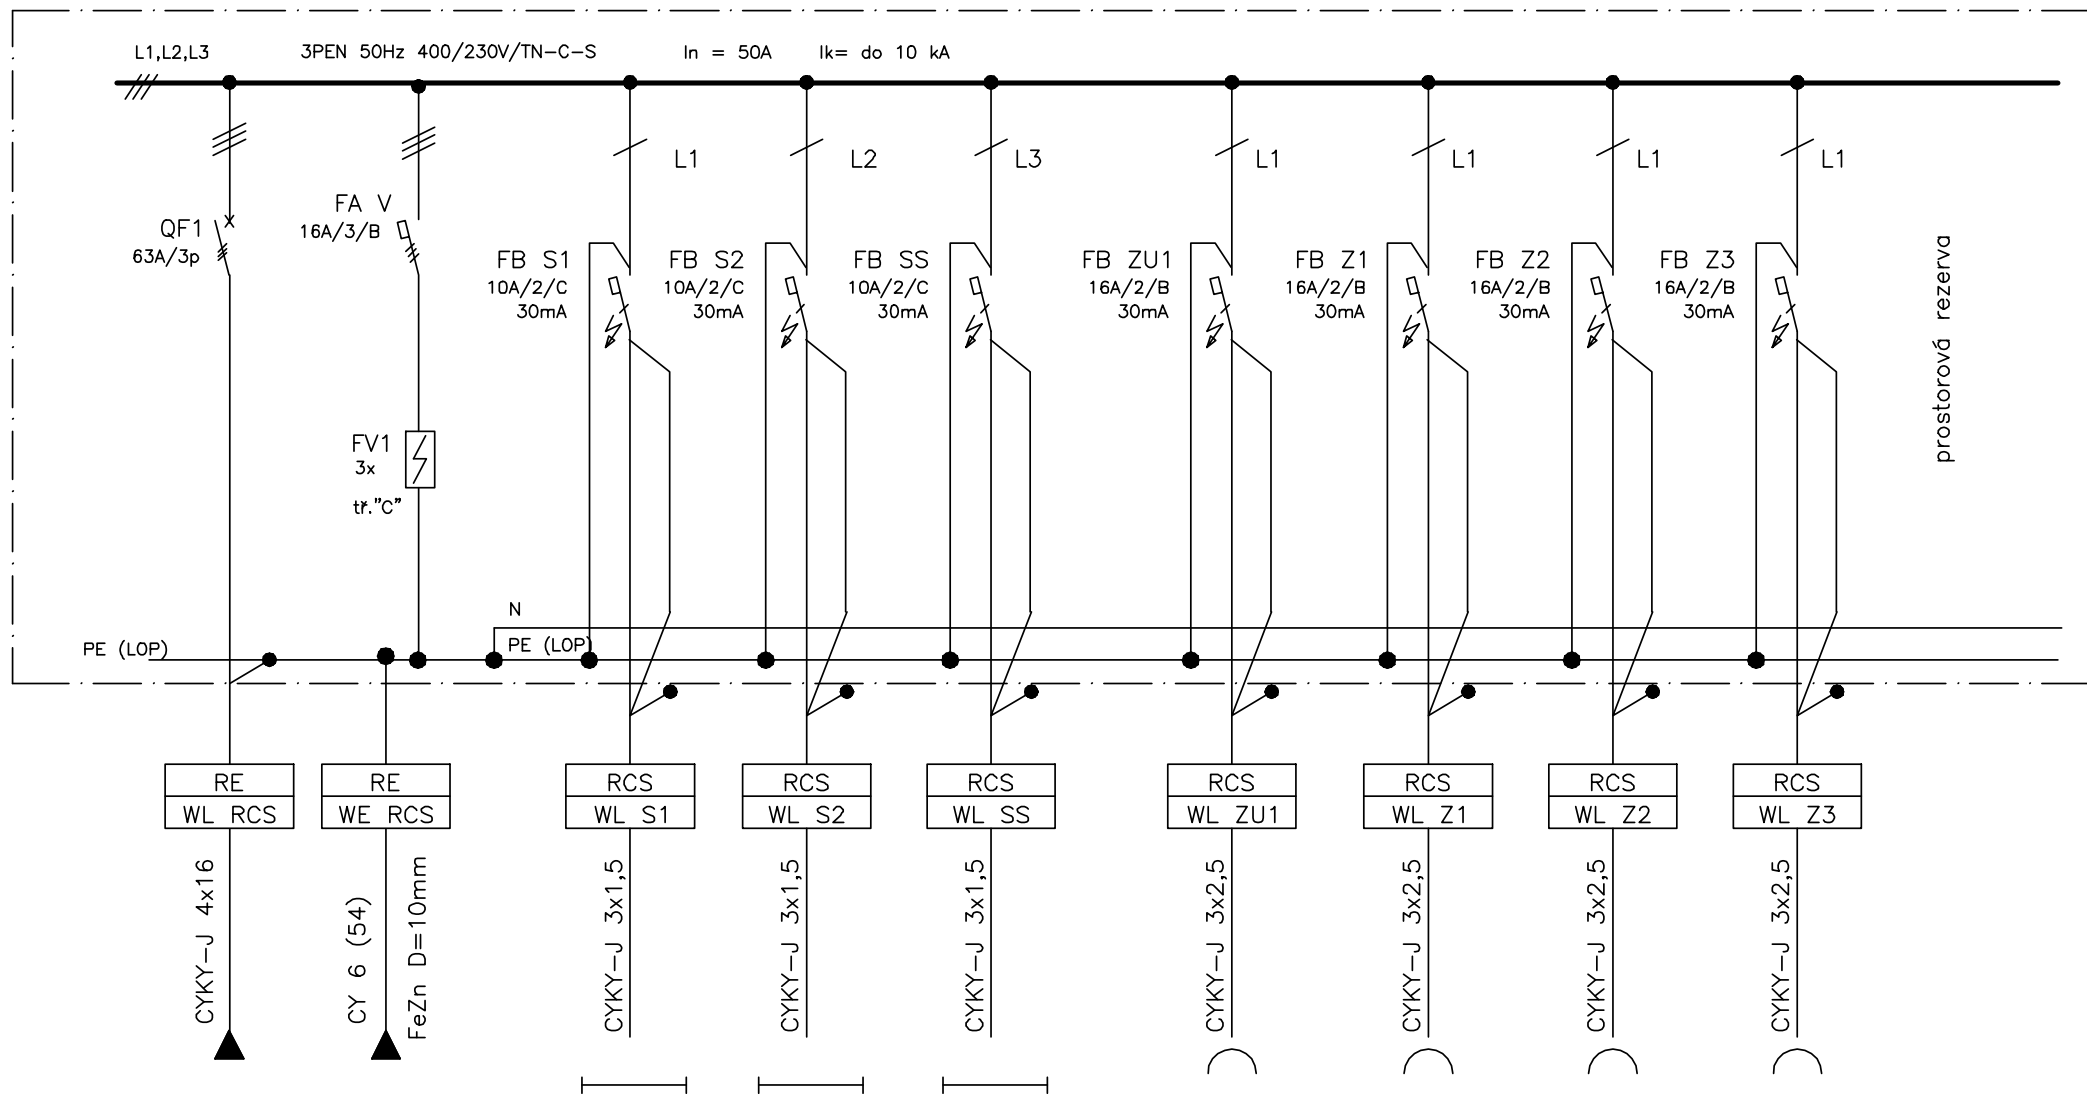 L1,L2,L3
3PEN 50Hz 400/230V/TN-C-S
In = 50A
Ik= do 10 kA
L1
L2
L3
L1
L1
L1
L1
QF1
63A/3p
FA V
16A/3/B
FB S1
10A/2/C
30mA
FB S2
10A/2/C
30mA
FB SS
10A/2/C
30mA
FB ZU1
16A/2/B
30mA
FB Z1
16A/2/B
30mA
FB Z2
16A/2/B
30mA
FB Z3
16A/2/B
30mA
prostorová rezerva
FV1
3x
tř."C"
N
PE (LOP)
PE (LOP)
RE
WL RCS
RE
WE RCS
RCS
WL S1
RCS
WL S2
RCS
WL SS
RCS
WL ZU1
RCS
WL Z1
RCS
WL Z2
RCS
WL Z3
CYKY-J 4x16
CY 6 (54)
FeZn D=10mm
CYKY-J 3x1,5
CYKY-J 3x1,5
CYKY-J 3x1,5
CYKY-J 3x2,5
CYKY-J 3x2,5
CYKY-J 3x2,5
CYKY-J 3x2,5